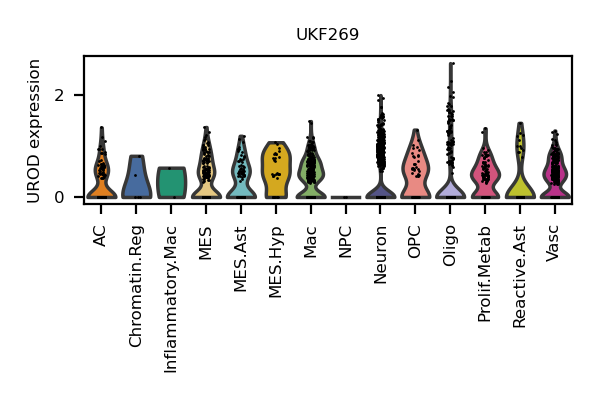 UKF269
UROD expression
2
0
AC
Chromatin.Reg
Inflammatory.Mac
MES
MES.Ast
MES.Hyp
Mac
NPC
Neuron
OPC
Oligo
Prolif.Metab
Reactive.Ast
Vasc